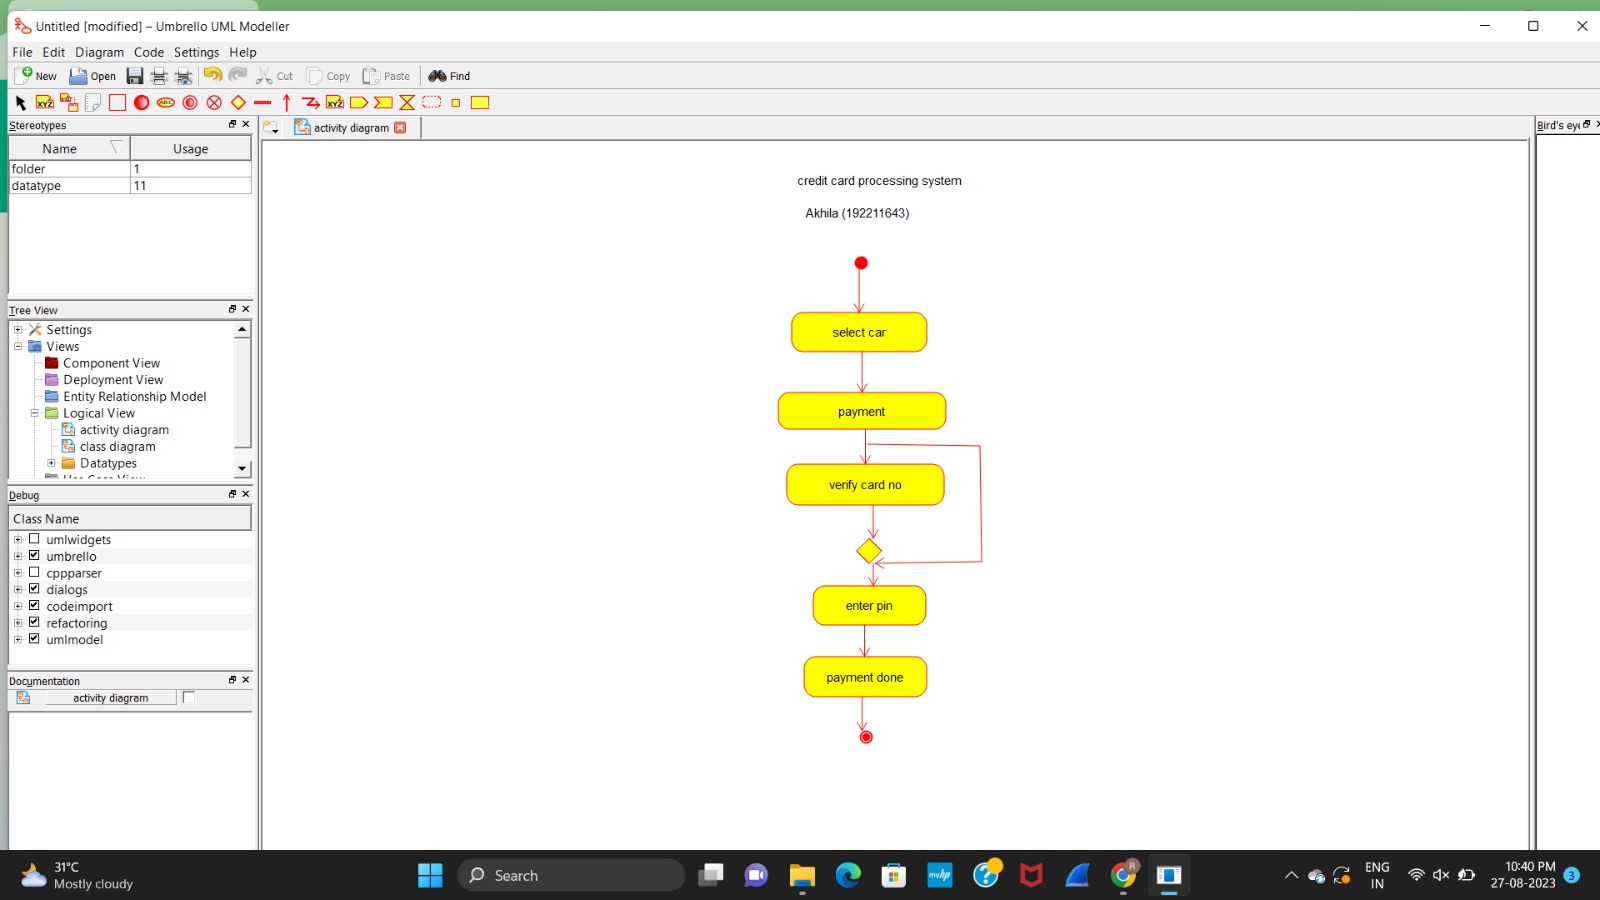 Untitled [modified] – Umbrello UML Modeller
File Edit Diagram Code Settings Help
New Open Cut Copy Paste Find
XYZ ABC XYZ
Stereotypes
Name Usage
folder 1
datatype 11
Tree View
Settings
Views
Component View
Deployment View
Entity Relationship Model
Logical View
activity diagram
class diagram
Datatypes
Debug
Class Name
umlwidgets
umbrello
cppparser
dialogs
codeimport
refactoring
umlmodel
Documentation
activity diagram
activity diagram
credit card processing system
Akhila (192211643)
select car
payment
verify card no
enter pin
payment done
Bird's eye
31°C
Mostly cloudy
Search
myhp
R
ENG
IN
10:40 PM
27-08-2023
3